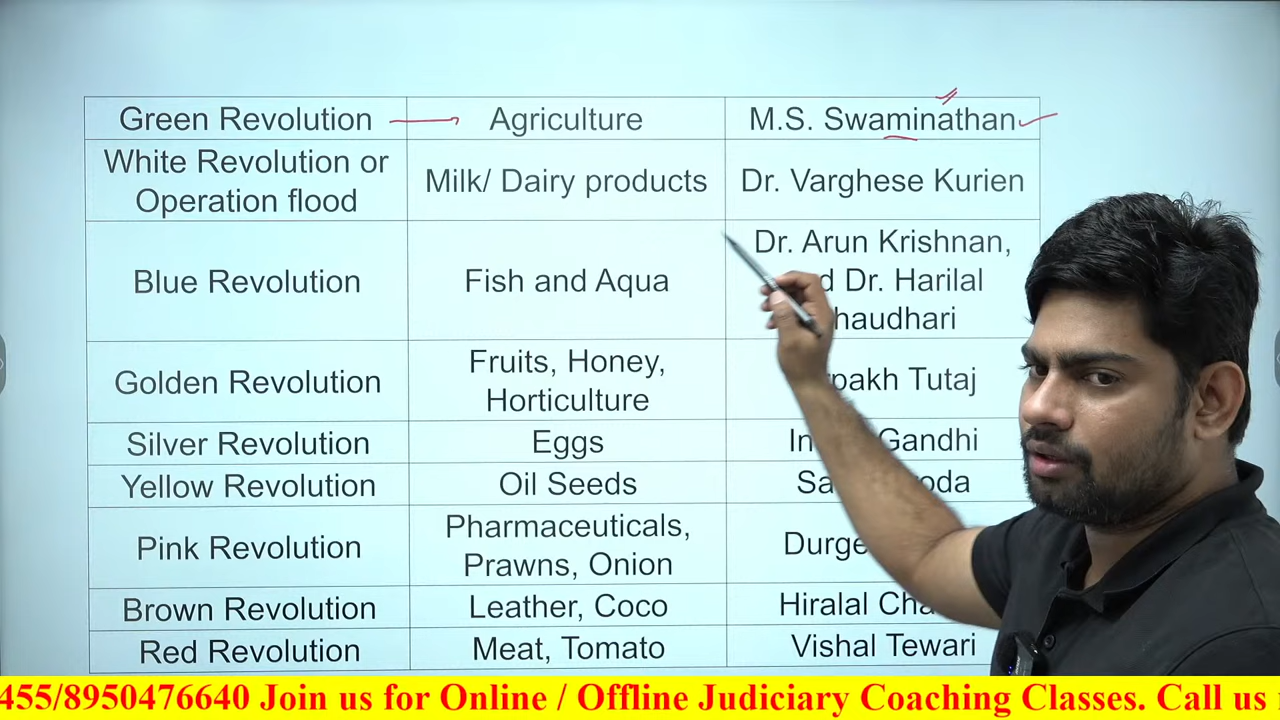 Green Revolution Agriculture M.S. Swaminathan
White Revolution or
Operation flood
Milk/ Dairy products Dr. Varghese Kurien
Blue Revolution Fish and Aqua
Dr. Arun Krishnan,
Dr. Harilal
Golden Revolution
Fruits, Honey,
Horticulture
Tutaj
Silver Revolution Eggs Gandhi
Yellow Revolution Oil Seeds
Pink Revolution
Pharmaceuticals,
Prawns, Onion
Brown Revolution Leather, Coco Hiralal
Red Revolution Meat, Tomato Vishal Tewari
455/8950476640 Join us for Online / Offline Judiciary Coaching Classes. Call us